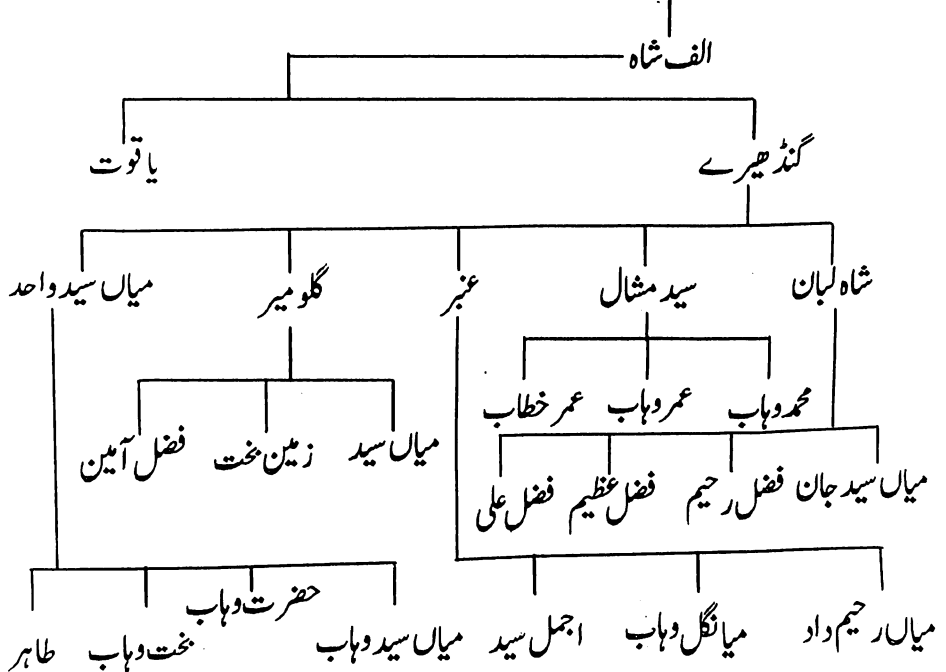 الف شاہ
گنڈھیرے یاقوت
شاہ لبان سید مشال عنبر گلو میر میاں سید واحد
محمد وہاب عمر وہاب عمر خطاب
میاں سید زمین بخت فضل آمین
میاں سید جان فضل رحیم فضل عظیم فضل علی
میاں رحیم داد میانگل وہاب اجمل سید
میاں سید وہاب حضرت وہاب بخت وہاب طاہر